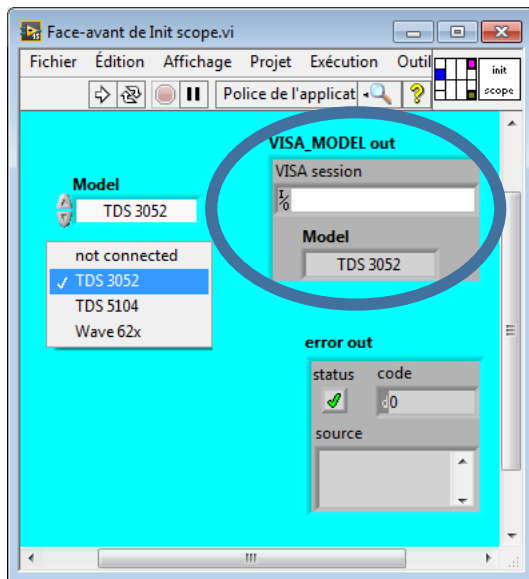 Face-avant de Init scope.vi
Fichier Édition Affichage Projet Exécution Outil
init
scope
Police de l'applicat
VISA_MODEL out
VISA session
I/O
Model
TDS 3052
Model
TDS 3052
not connected
✓ TDS 3052
TDS 5104
Wave 62x
error out
status code
d 0
source